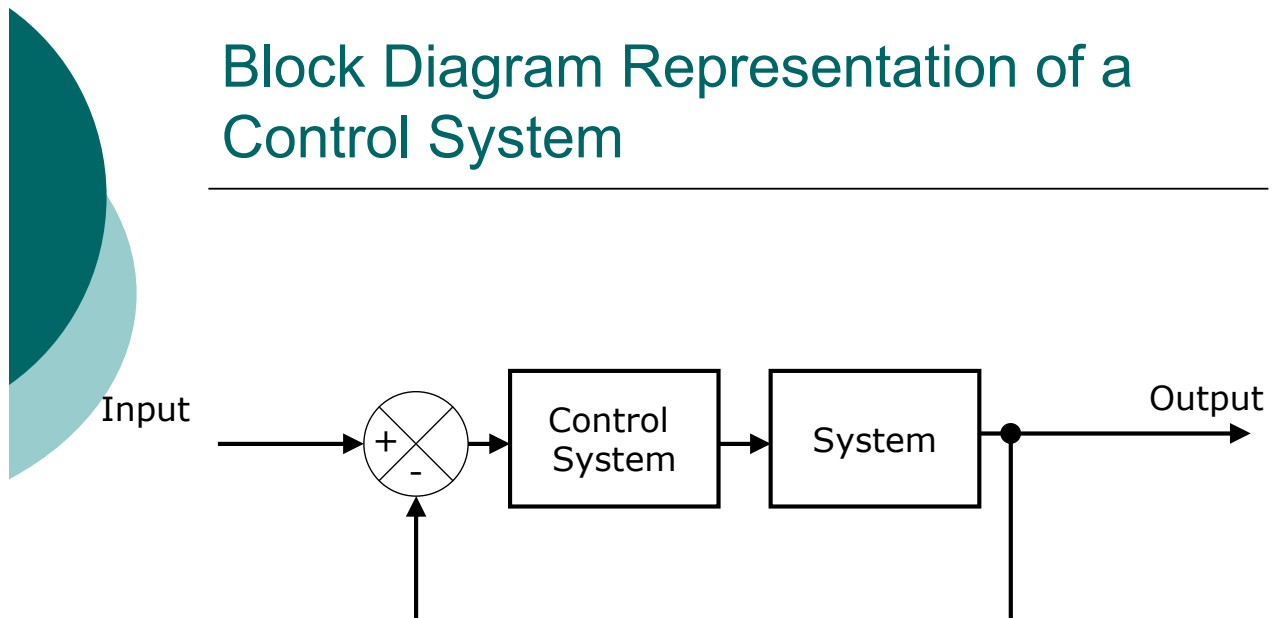 Block Diagram Representation of a
Control System
Input
+
-
Control
System
System
Output